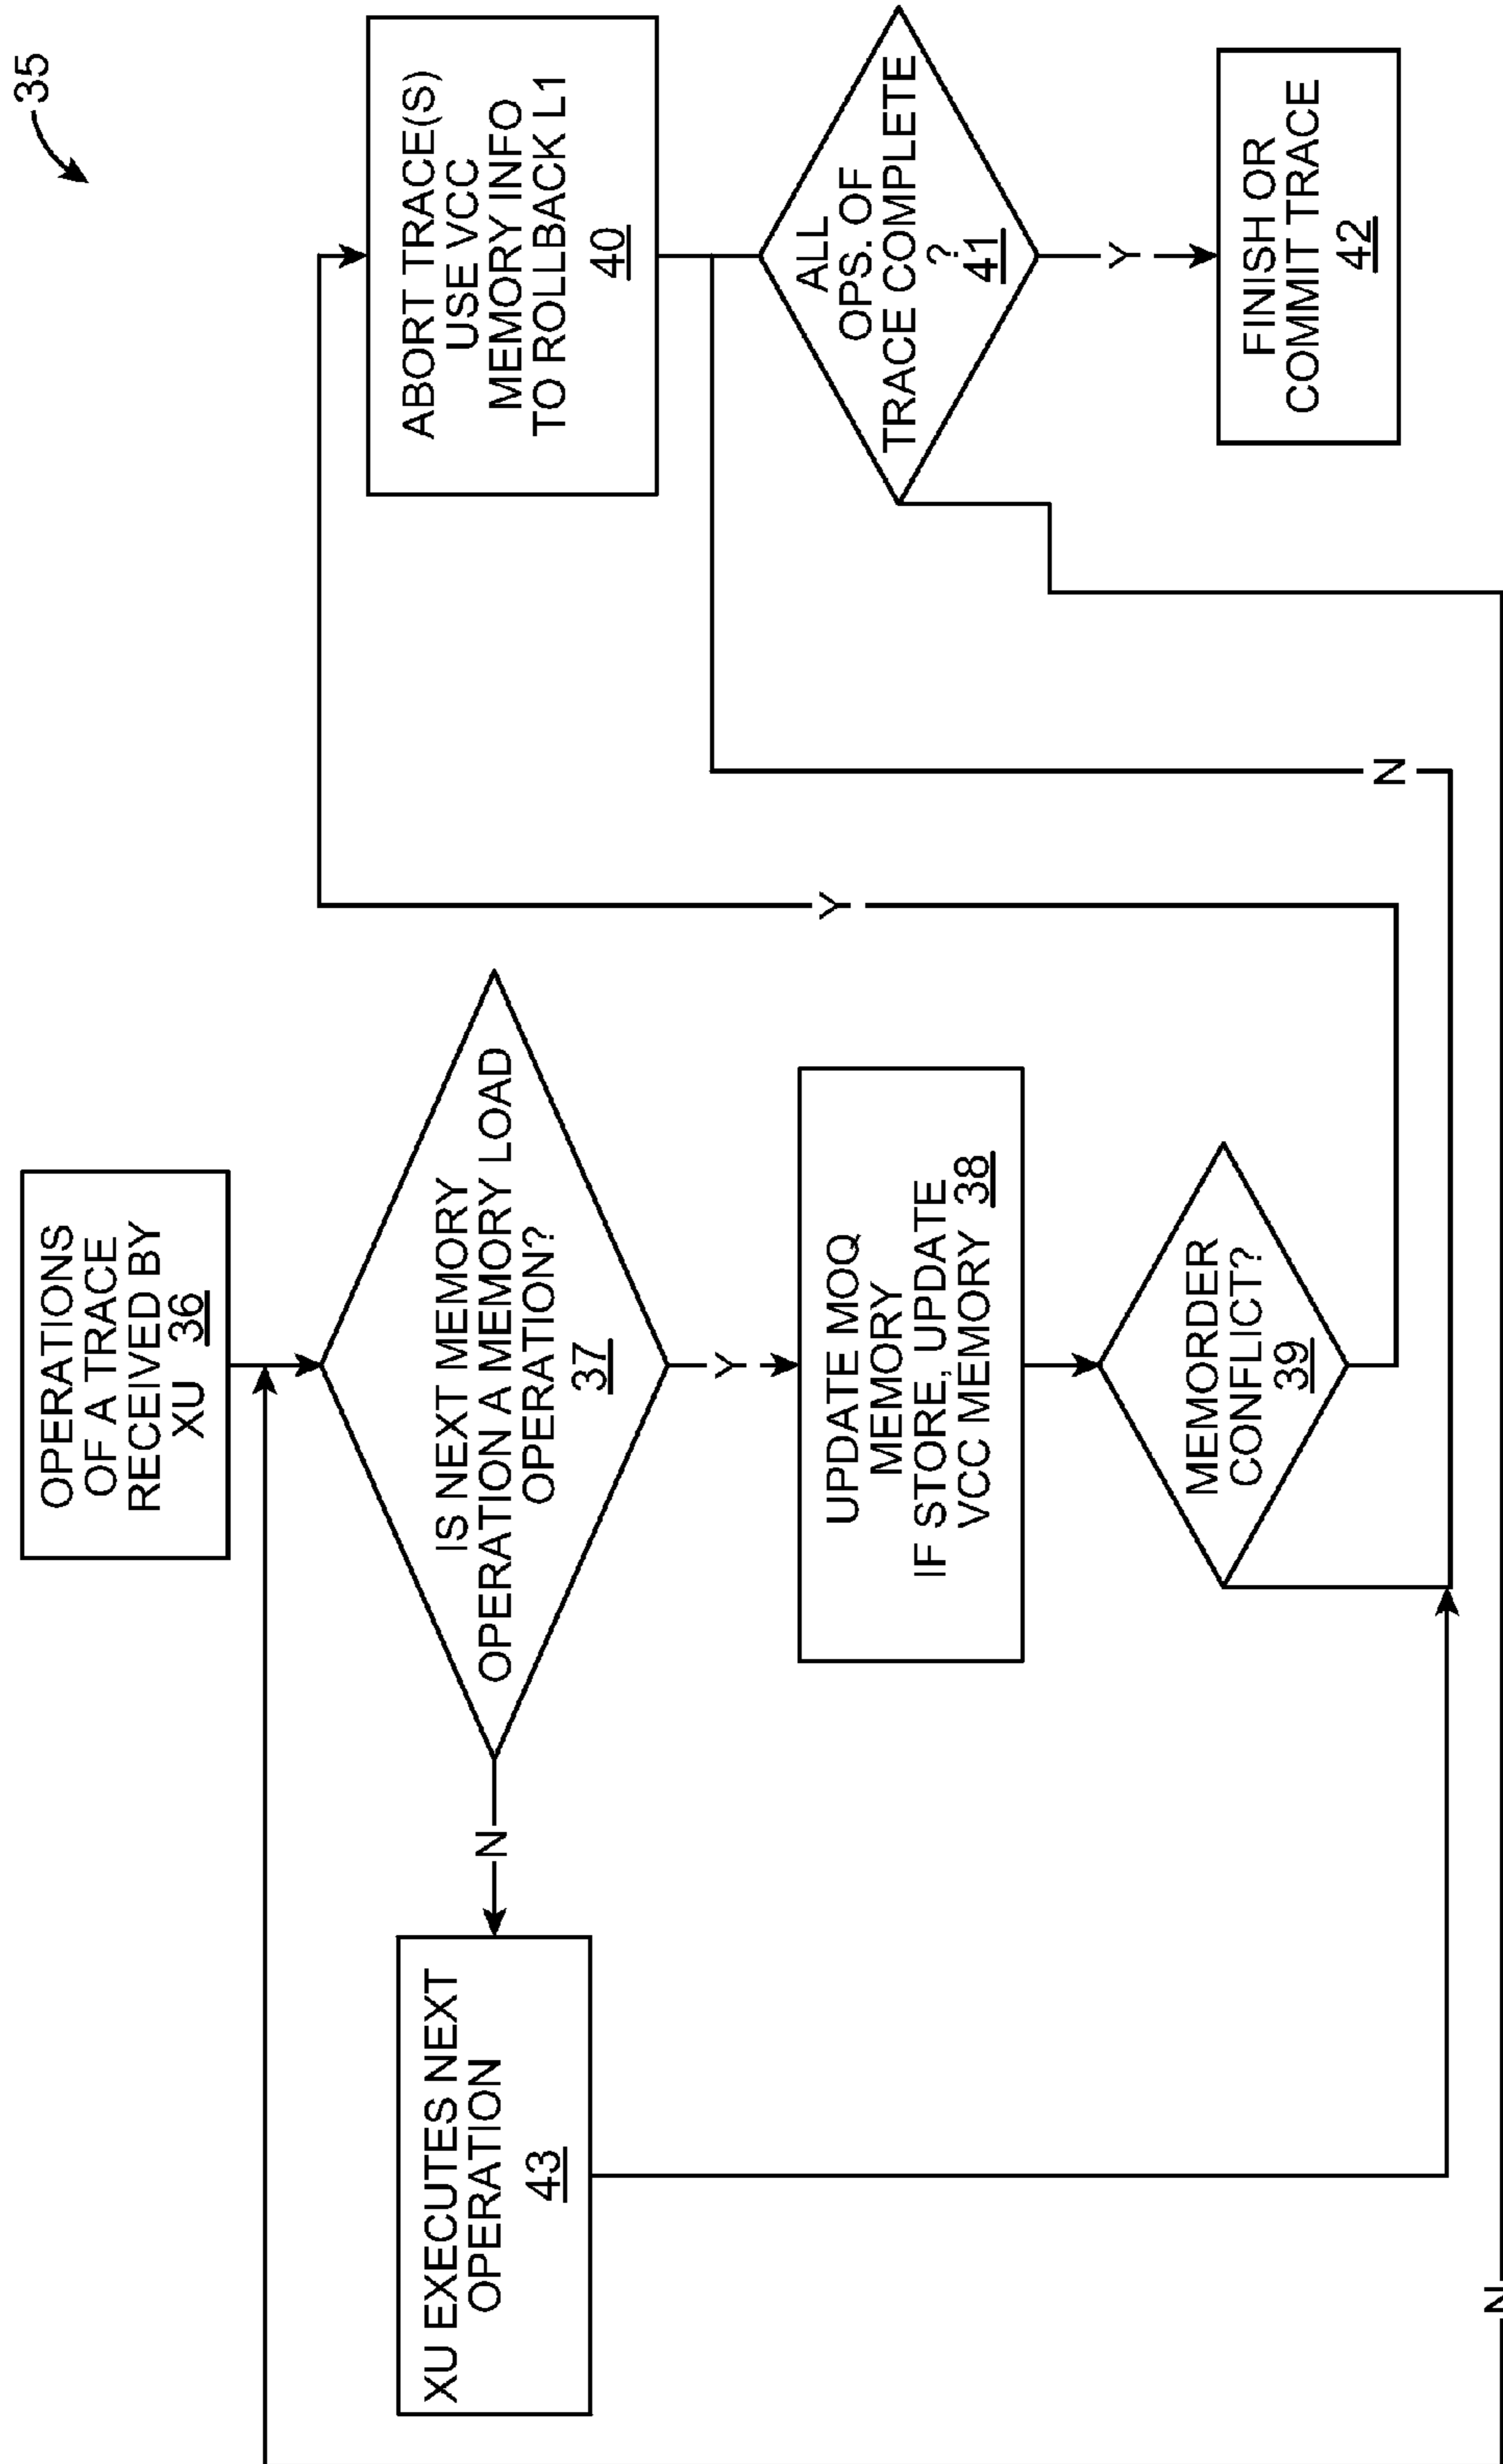 35
OPERATIONS
OF A TRACE
RECEIVED BY
XU 36
IS NEXT MEMORY
OPERATION A MEMORY LOAD
OPERATION?
37
N
Y
XU EXECUTES NEXT
OPERATION
43
UPDATE MOQ
MEMORY
IF STORE, UPDATE
VCC MEMORY 38
MEMORDER
CONFLICT?
39
Y
N
ABORT TRACE(S)
USE VCC
MEMORY INFO
TO ROLLBACK L1
40
ALL
OPS. OF
TRACE COMPLETE
?
41
Y
FINISH OR
COMMIT TRACE
42
N